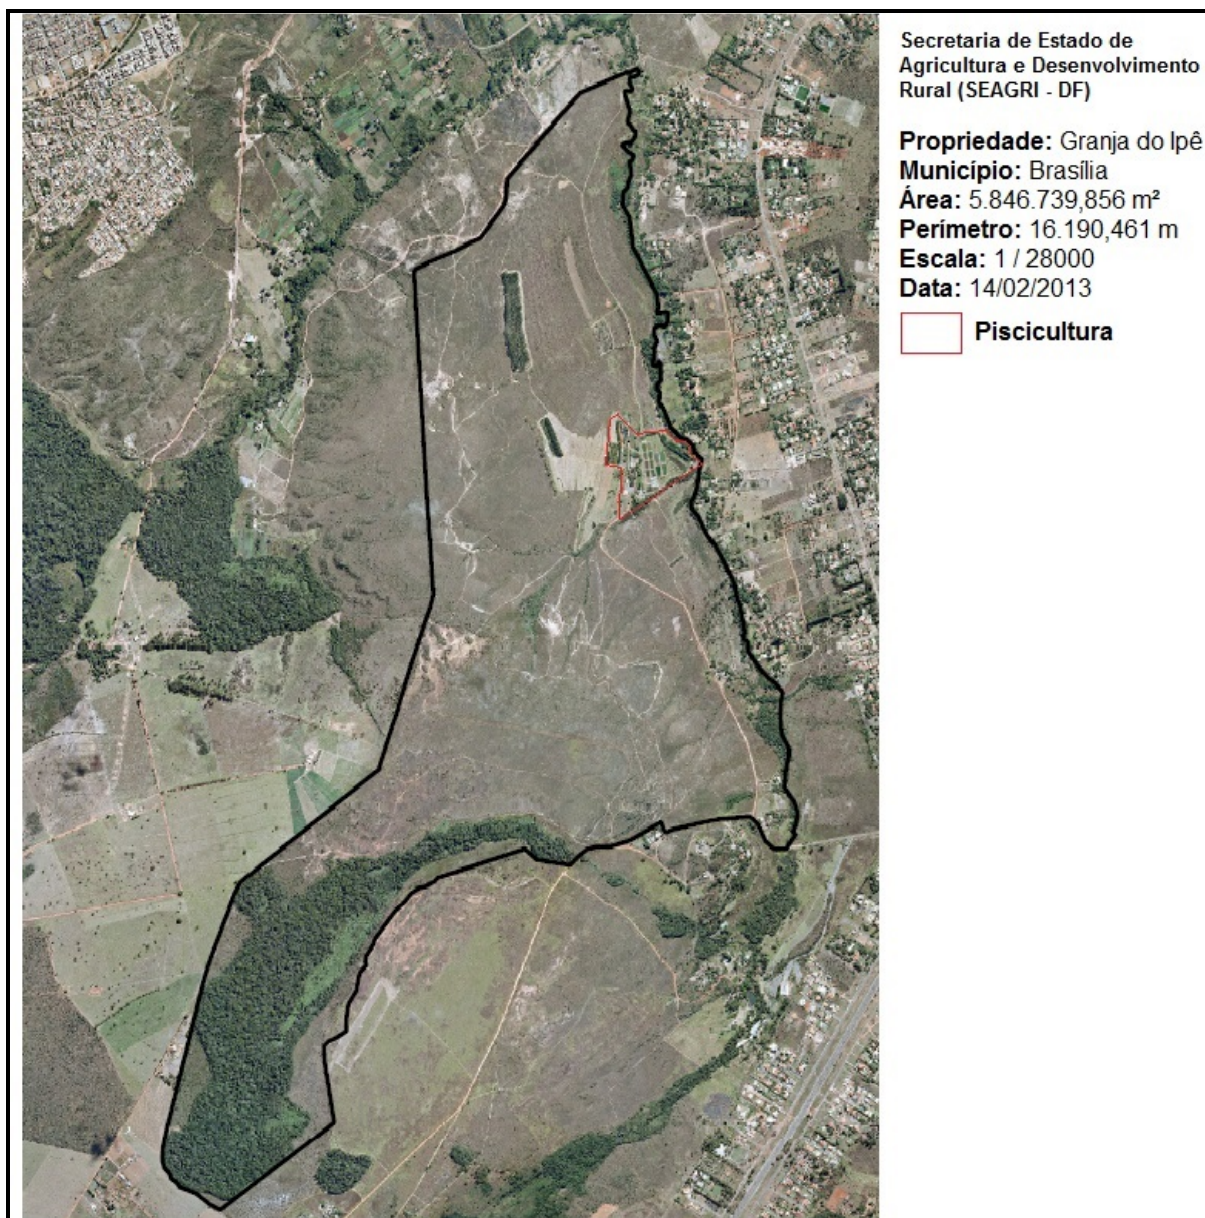 Secretaria de Estado de
Agricultura e Desenvolvimento
Rural (SEAGRI - DF)
Propriedade: Granja do Ipê
Município: Brasília
Área: 5.846.739,856 m²
Perímetro: 16.190,461 m
Escala: 1 / 28000
Data: 14/02/2013
Piscicultura